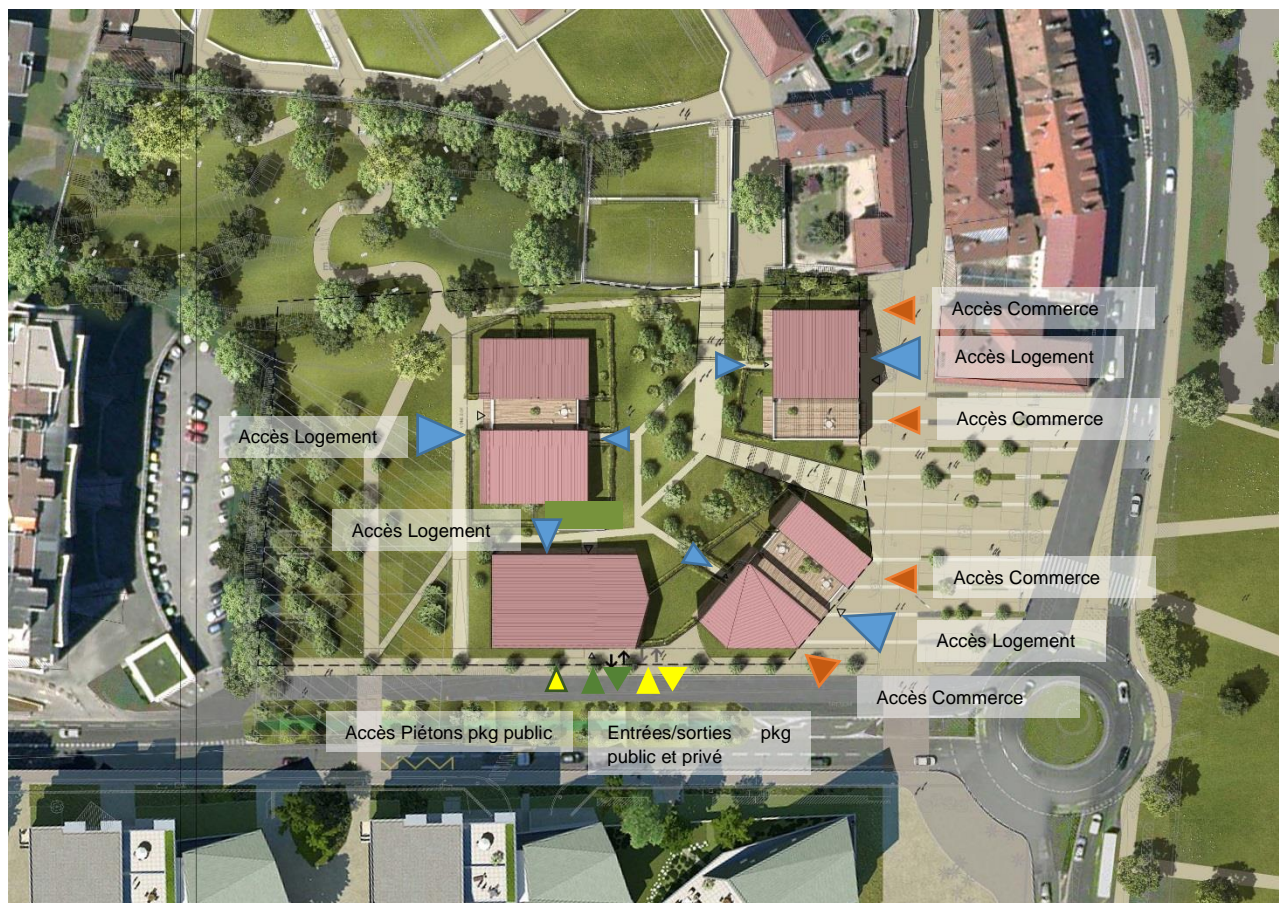 Accès Commerce
Accès Logement
Accès Commerce
Accès Logement
Accès Logement
Accès Commerce
Accès Logement
Accès Commerce
Accès Piétons pkg public
Entrées/sorties pkg
public et privé